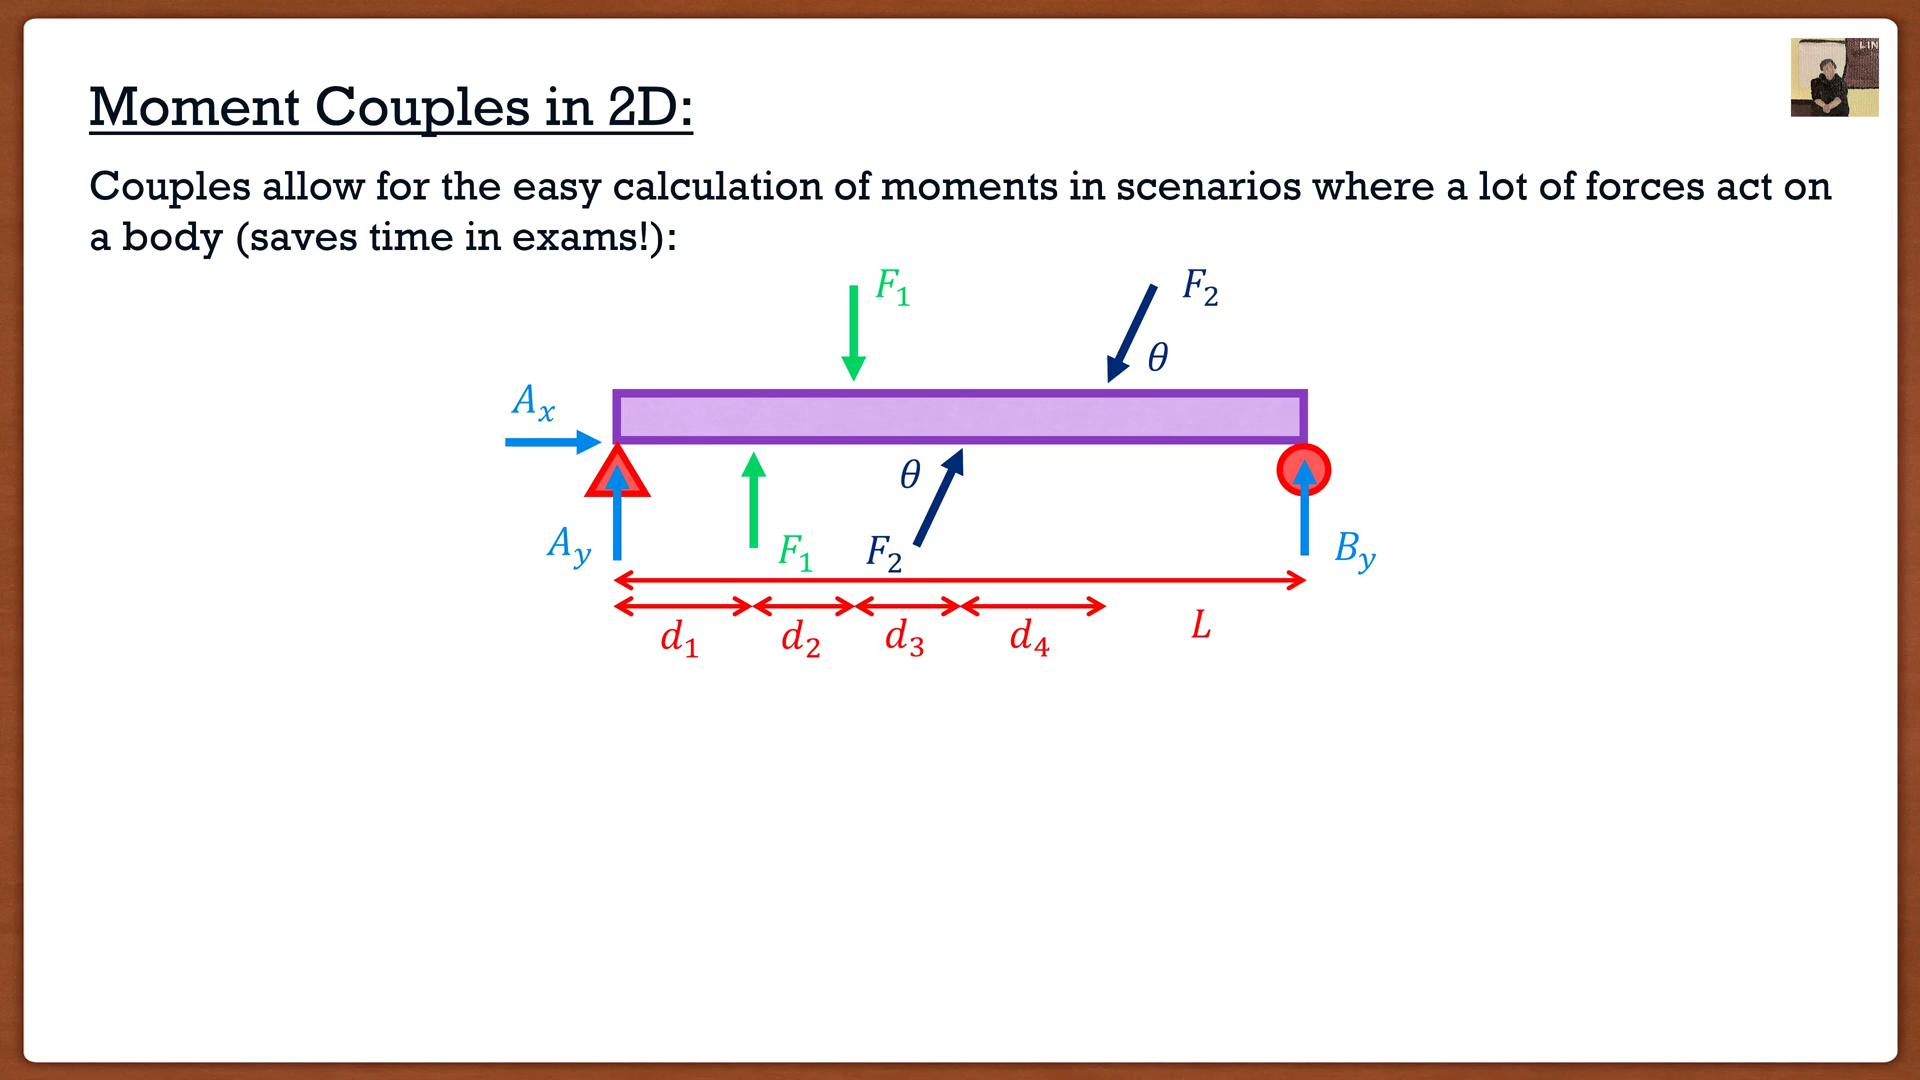 LIN
Moment Couples in 2D:
Couples allow for the easy calculation of moments in scenarios where a lot of forces act on
a body (saves time in exams!):
F₁
F₂
θ
Aₓ
θ
A_y
F₁
F₂
B_y
d₁
d₂
d₃
d₄
L